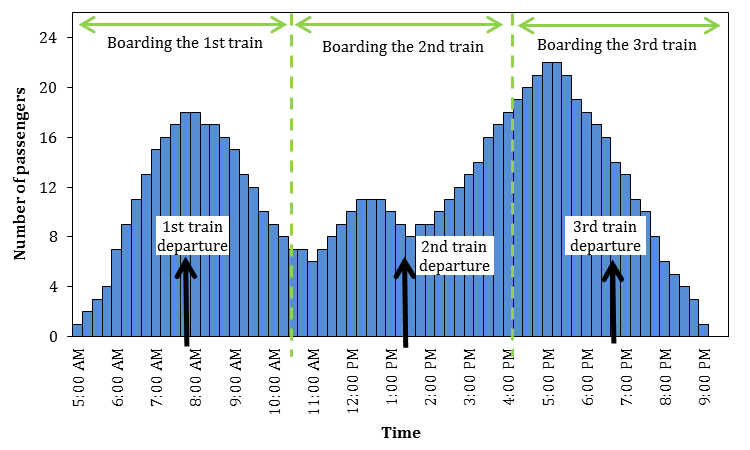 Boarding the 1st train
Boarding the 2nd train
Boarding the 3rd train
Number of passengers
24
20
16
12
8
4
0
1st train
departure
2nd train
departure
3rd train
departure
5:00 AM
6:00 AM
7:00 AM
8:00 AM
9:00 AM
10:00 AM
11:00 AM
12:00 PM
1:00 PM
2:00 PM
4:00 PM
5:00 PM
6:00 PM
7:00 PM
8:00 PM
9:00 PM
Time